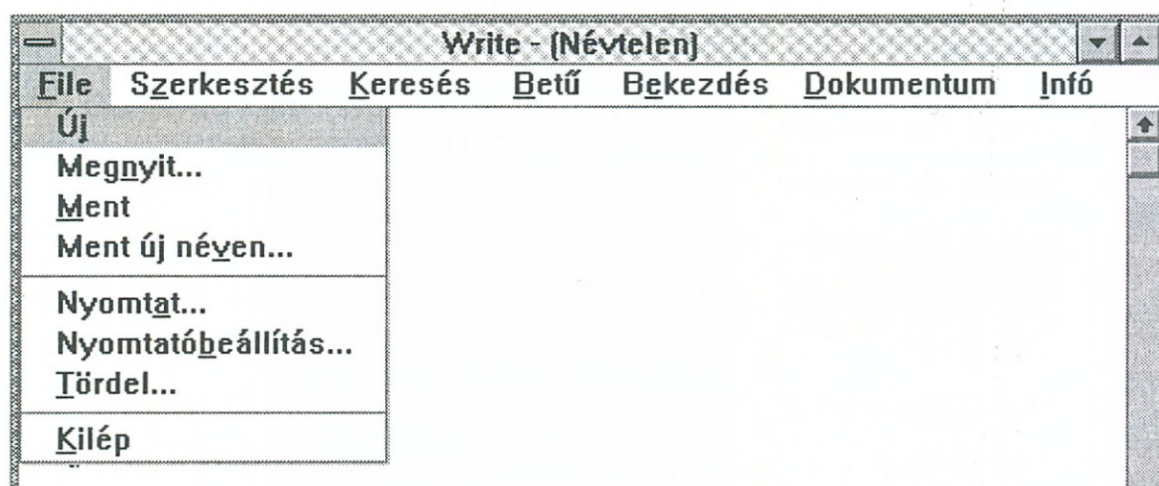 Write - (Névtelen)
File Szerkesztés Keresés Betű Bekezdés Dokumentum Infó
Új
Megnyit...
Ment
Ment új néven...
Nyomtat...
Nyomtatóbeállítás...
Tördel...
Kilép